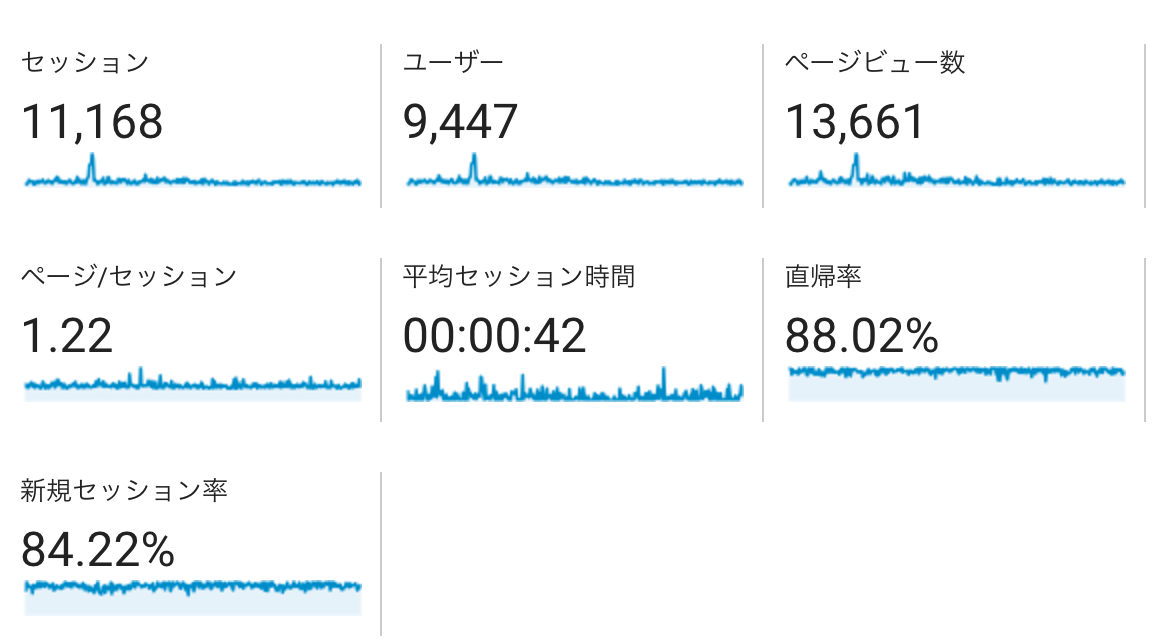 セッション
ユーザー
ページビュー数
11,168
9,447
13,661
ページ/セッション
平均セッション時間
直帰率
1.22
00:00:42
88.02%
新規セッション率
84.22%